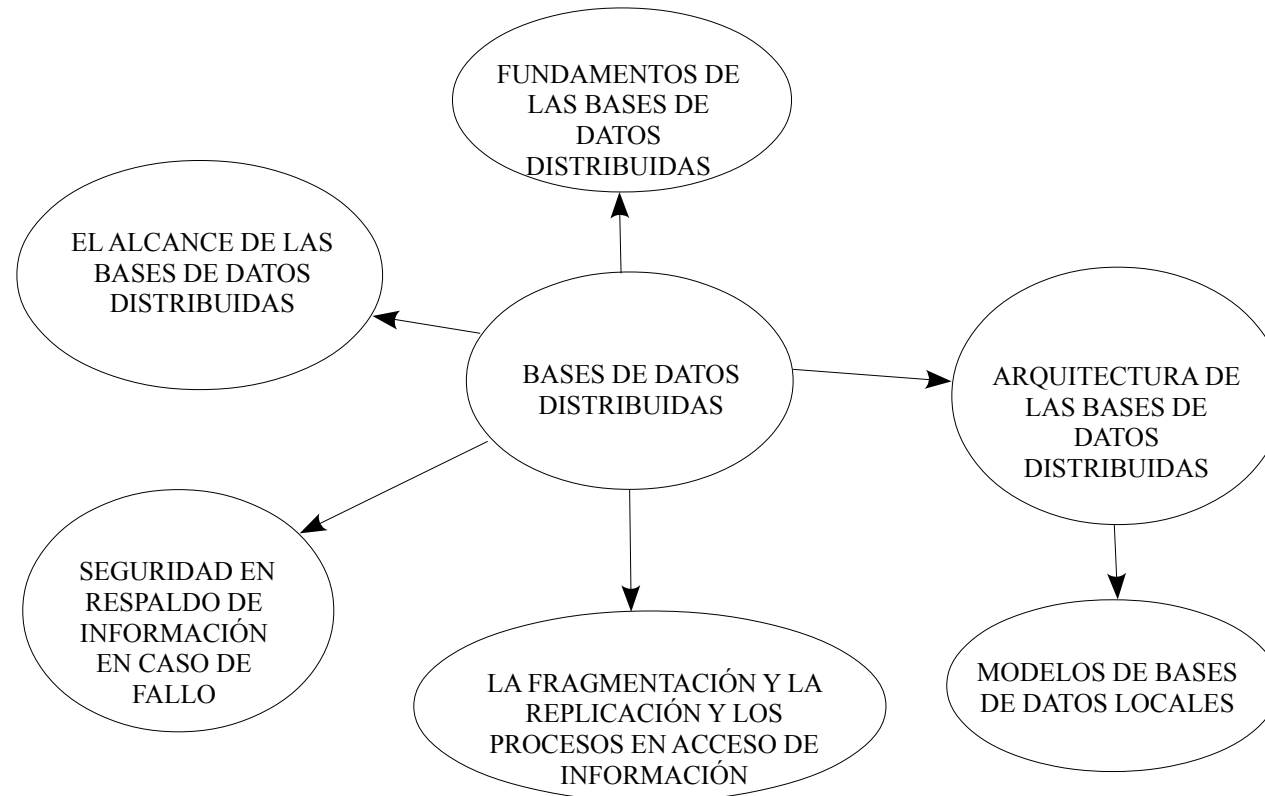 FUNDAMENTOS DE
LAS BASES DE
DATOS
DISTRIBUIDAS
EL ALCANCE DE LAS
BASES DE DATOS
DISTRIBUIDAS
BASES DE DATOS
DISTRIBUIDAS
ARQUITECTURA DE
LAS BASES DE
DATOS
DISTRIBUIDAS
SEGURIDAD EN
RESPALDO DE
INFORMACIÓN
EN CASO DE
FALLO
LA FRAGMENTACIÓN Y LA
REPLICACIÓN Y LOS
PROCESOS EN ACCESO DE
INFORMACIÓN
MODELOS DE BASES
DE DATOS LOCALES